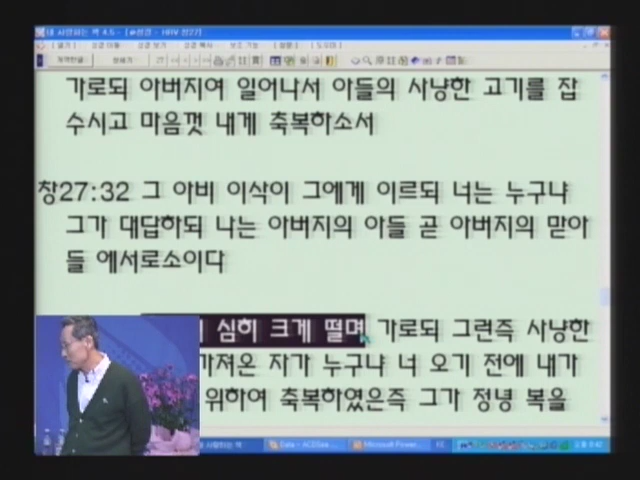 가로되 아버지여 일어나서 아들의 사냥한 고기를 잡
수시고 마음껏 내게 축복하소서
창27:32 그 아비 이삭이 그에게 이르되 너는 누구냐
그가 대답하되 나는 아버지의 아들 곧 아버지의 맏아
들 에서로소이다
심히 크게 떨며 가로되 그런즉 사냥한
가져온 자가 누구냐 너 오기 전에 내가
위하여 축복하였은즉 그가 정녕 복을